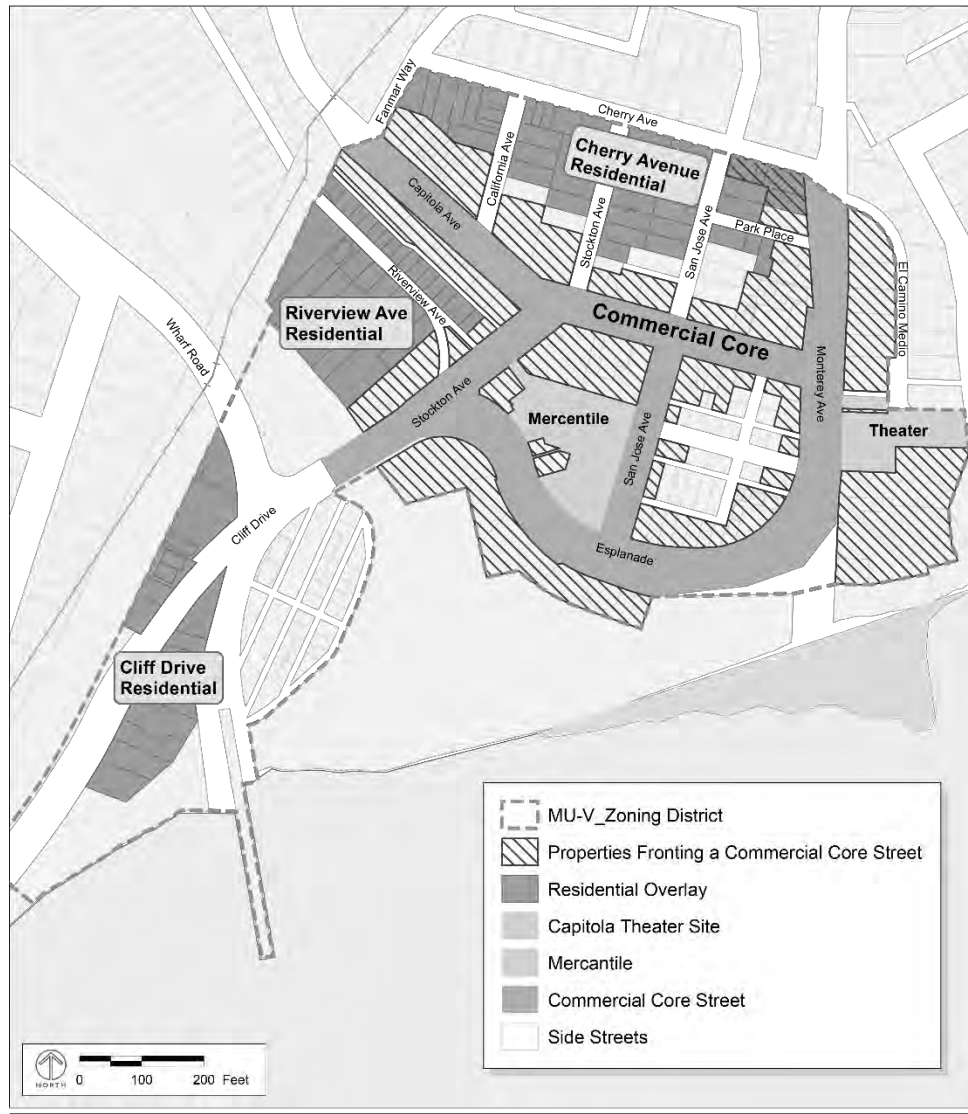 Fanmar Way
Cherry Ave
Cherry Avenue
Residential
California Ave
Capitola Ave
Stockton Ave
San Jose Ave
Park Place
El Camino Medio
Riverview Ave
Riverview Ave
Residential
Wharf Road
Commercial Core
Monterey Ave
Stockton Ave
Mercentile
San Jose Ave
Theater
Cliff Drive
Esplanade
Cliff Drive
Residential
MU-V_Zoning District
Properties Fronting a Commercial Core Street
Residential Overlay
Capitola Theater Site
Mercantile
Commercial Core Street
Side Streets
NORTH
0 100 200 Feet